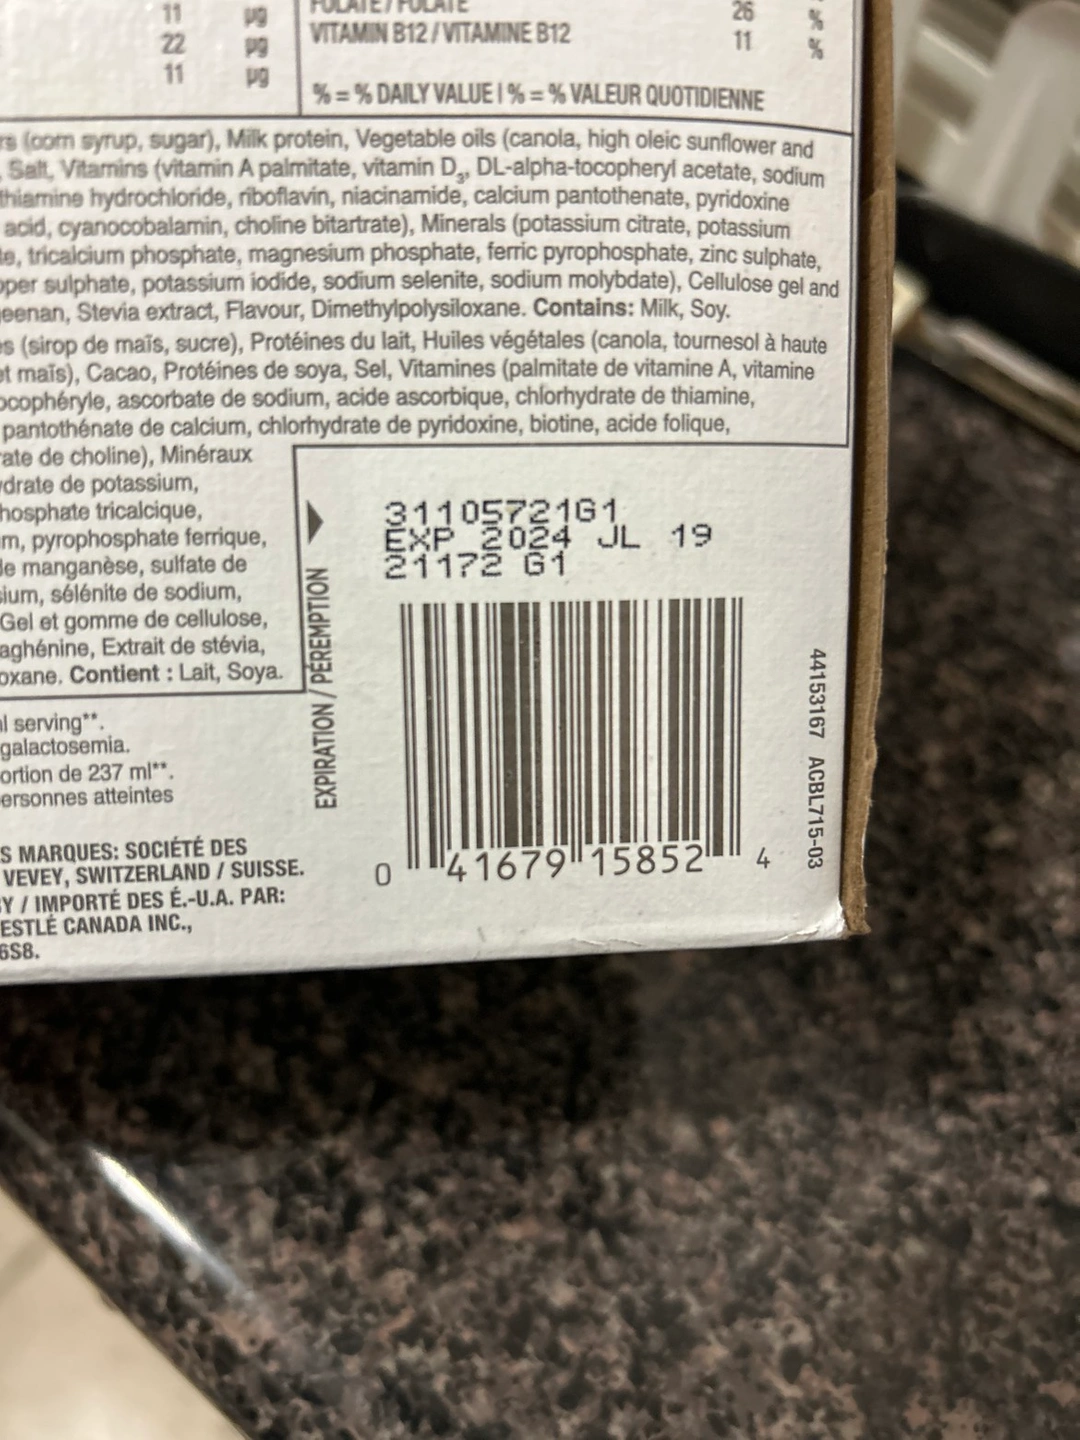 11 µg
22 µg
11 µg
FOLATE / FOLATE 26 %
VITAMIN B12 / VITAMINE B12 11 %
% = % DAILY VALUE | % = % VALEUR QUOTIDIENNE
rs (corn syrup, sugar), Milk protein, Vegetable oils (canola, high oleic sunflower and
, Salt, Vitamins (vitamin A palmitate, vitamin D3, DL-alpha-tocopheryl acetate, sodium
thiamine hydrochloride, riboflavin, niacinamide, calcium pantothenate, pyridoxine
acid, cyanocobalamin, choline bitartrate), Minerals (potassium citrate, potassium
te, tricalcium phosphate, magnesium phosphate, ferric pyrophosphate, zinc sulphate,
pper sulphate, potassium iodide, sodium selenite, sodium molybdate), Cellulose gel and
eenan, Stevia extract, Flavour, Dimethylpolysiloxane. Contains: Milk, Soy.
es (sirop de maïs, sucre), Protéines du lait, Huiles végétales (canola, tournesol à haute
et maïs), Cacao, Protéines de soya, Sel, Vitamines (palmitate de vitamine A, vitamine
ocophéryle, ascorbate de sodium, acide ascorbique, chlorhydrate de thiamine,
pantothénate de calcium, chlorhydrate de pyridoxine, biotine, acide folique,
rate de choline), Minéraux
ydrate de potassium,
hosphate tricalcique,
m, pyrophosphate ferrique,
de manganèse, sulfate de
sium, sélénite de sodium,
Gel et gomme de cellulose,
aghénine, Extrait de stévia,
oxane. Contient : Lait, Soya.
al serving**.
galactosemia.
ortion de 237 ml**.
ersonnes atteintes
S MARQUES: SOCIÉTÉ DES
VEVEY, SWITZERLAND / SUISSE.
BY / IMPORTÉ DES É.-U.A. PAR:
ESTLÉ CANADA INC.,
6S8.
EXPIRATION / PÉREMPTION
31105721G1
EXP 2024 JL 19
21172 G1
0 41679 15852 4
44153167 ACBL715-03